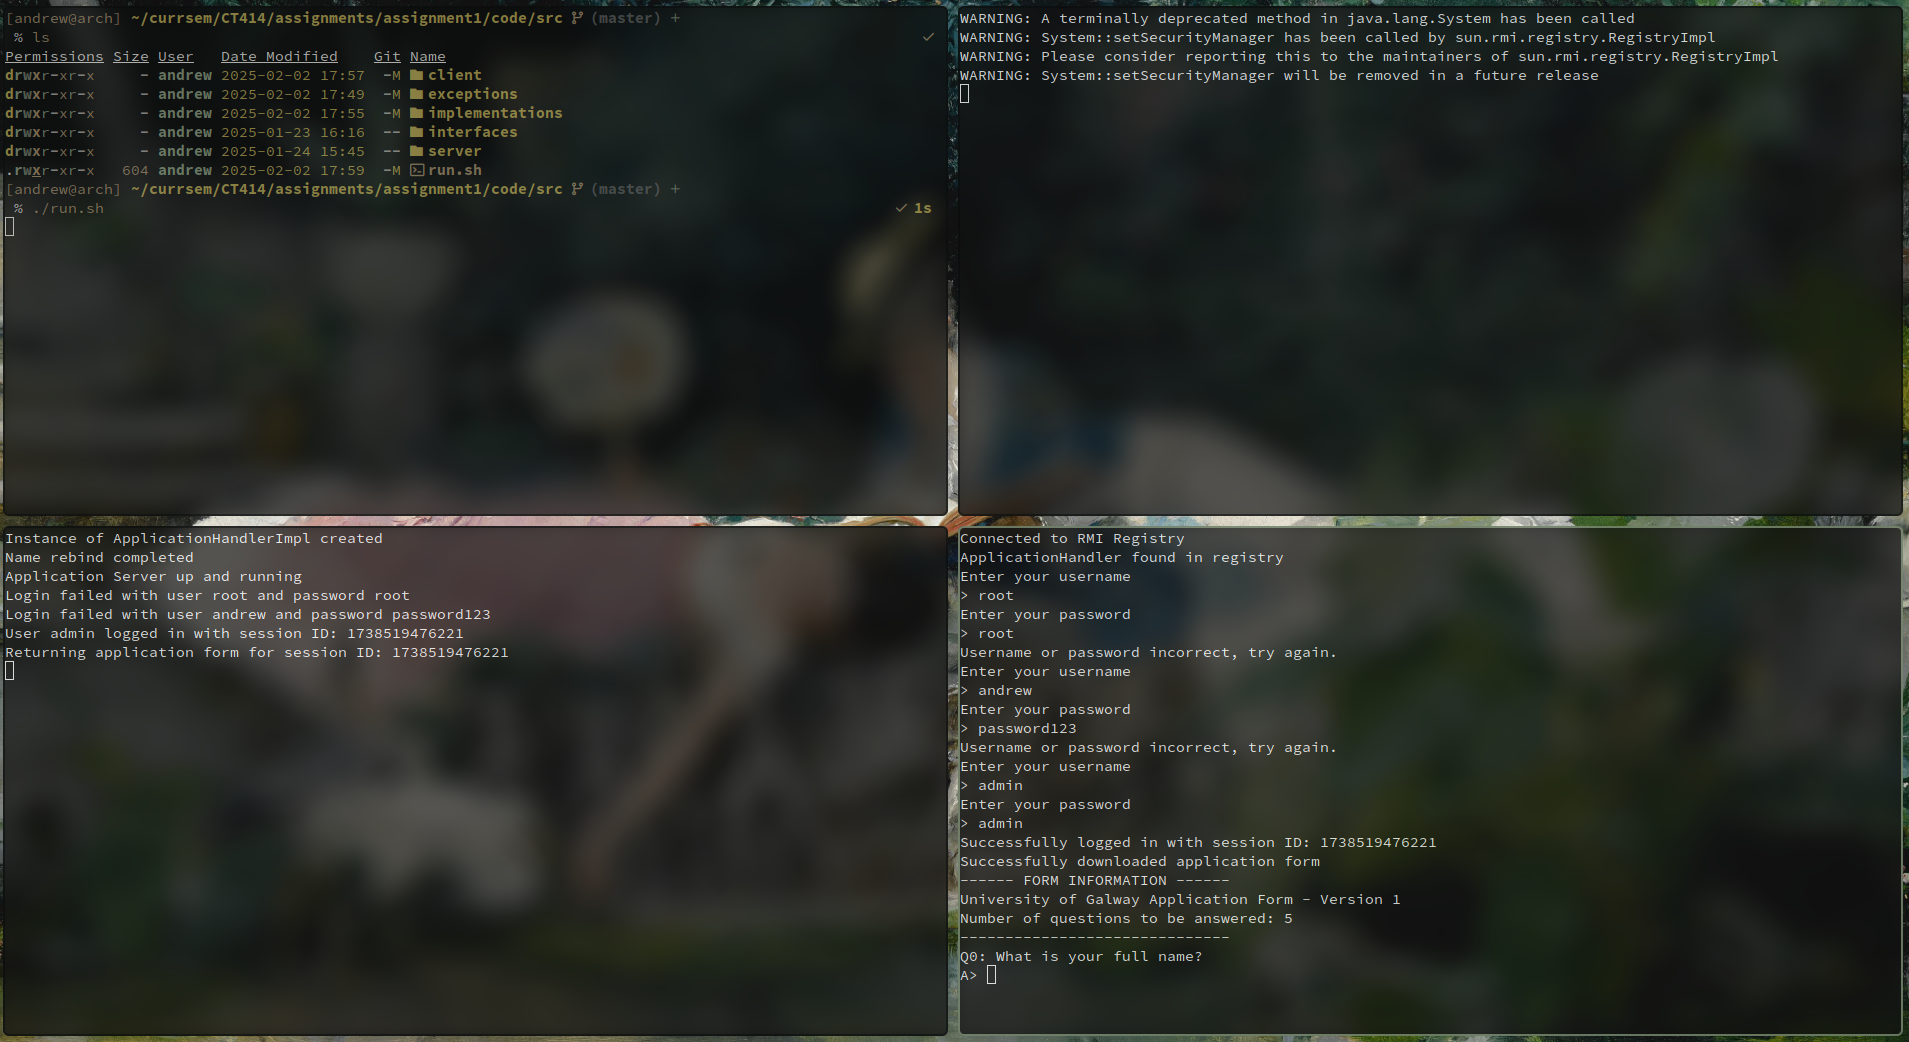 [andrew@arch] ~/currsem/CT414/assignments/assignment1/code/src (master) +
% ls ✓
Permissions Size User Date Modified Git Name
drwxr-xr-x - andrew 2025-02-02 17:57 -M client
drwxr-xr-x - andrew 2025-02-02 17:49 -M exceptions
drwxr-xr-x - andrew 2025-02-02 17:55 -M implementations
drwxr-xr-x - andrew 2025-01-23 16:16 -- interfaces
drwxr-xr-x - andrew 2025-01-24 15:45 -- server
.rwxr-xr-x 604 andrew 2025-02-02 17:59 -M run.sh
[andrew@arch] ~/currsem/CT414/assignments/assignment1/code/src (master) +
% ./run.sh ✓ 1s
WARNING: A terminally deprecated method in java.lang.System has been called
WARNING: System::setSecurityManager has been called by sun.rmi.registry.RegistryImpl
WARNING: Please consider reporting this to the maintainers of sun.rmi.registry.RegistryImpl
WARNING: System::setSecurityManager will be removed in a future release
Instance of ApplicationHandlerImpl created
Name rebind completed
Application Server up and running
Login failed with user root and password root
Login failed with user andrew and password password123
User admin logged in with session ID: 1738519476221
Returning application form for session ID: 1738519476221
Connected to RMI Registry
ApplicationHandler found in registry
Enter your username
> root
Enter your password
> root
Username or password incorrect, try again.
Enter your username
> andrew
Enter your password
> password123
Username or password incorrect, try again.
Enter your username
> admin
Enter your password
> admin
Successfully logged in with session ID: 1738519476221
Successfully downloaded application form
------ FORM INFORMATION ------
University of Galway Application Form - Version 1
Number of questions to be answered: 5
------------------------------
Q0: What is your full name?
A>